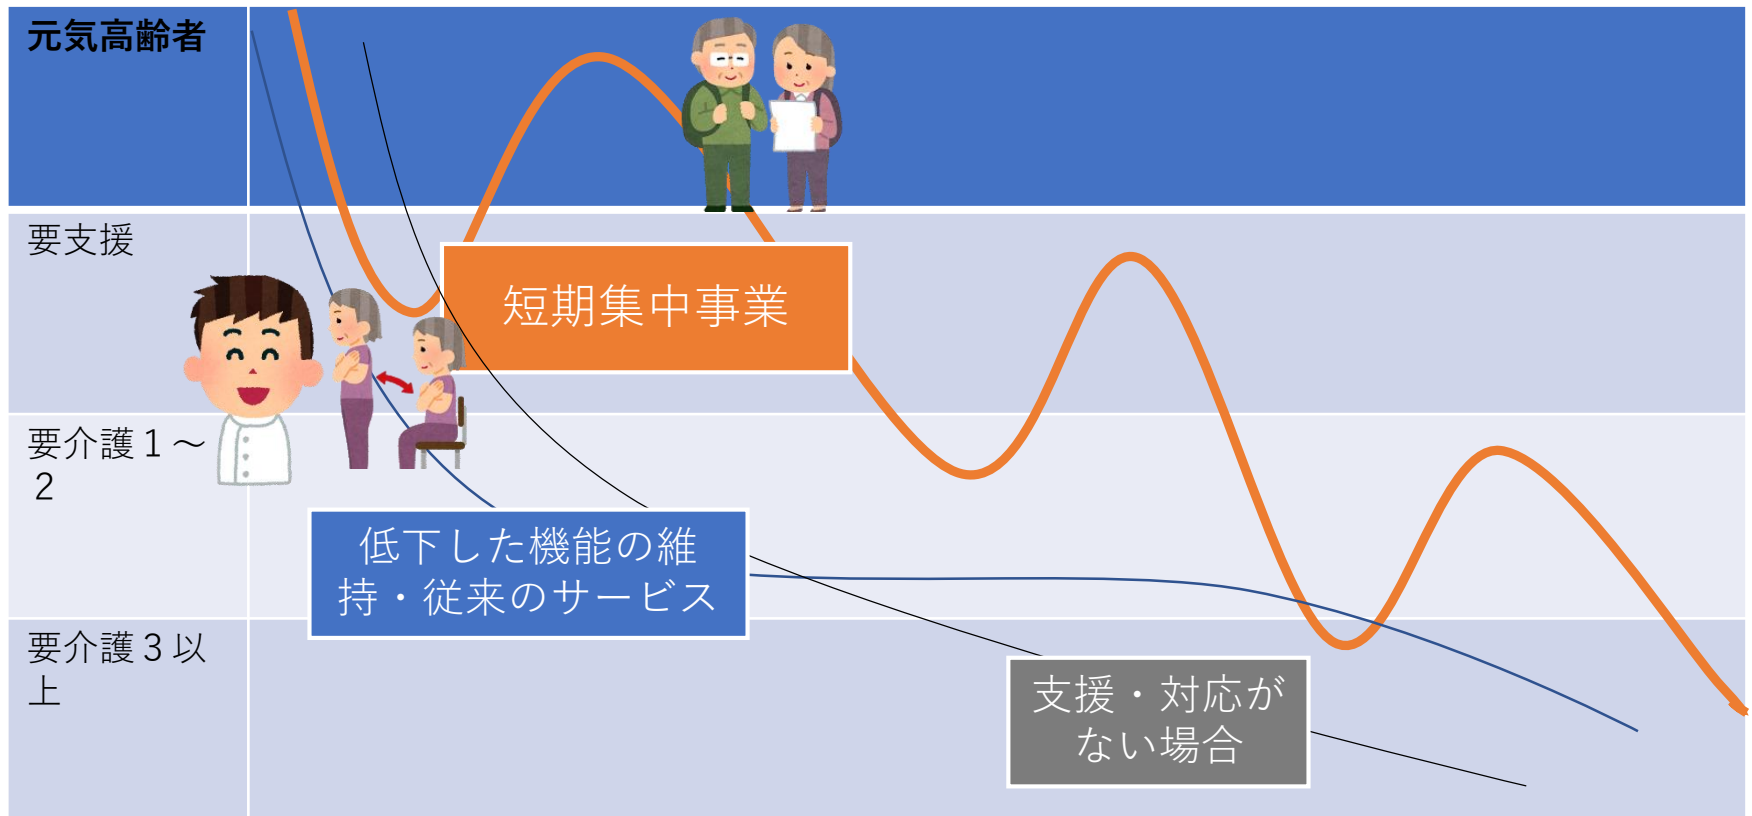 元気高齢者
要支援
短期集中事業
要介護１～
２
低下した機能の維
持・従来のサービス
要介護３以
上
支援・対応が
ない場合